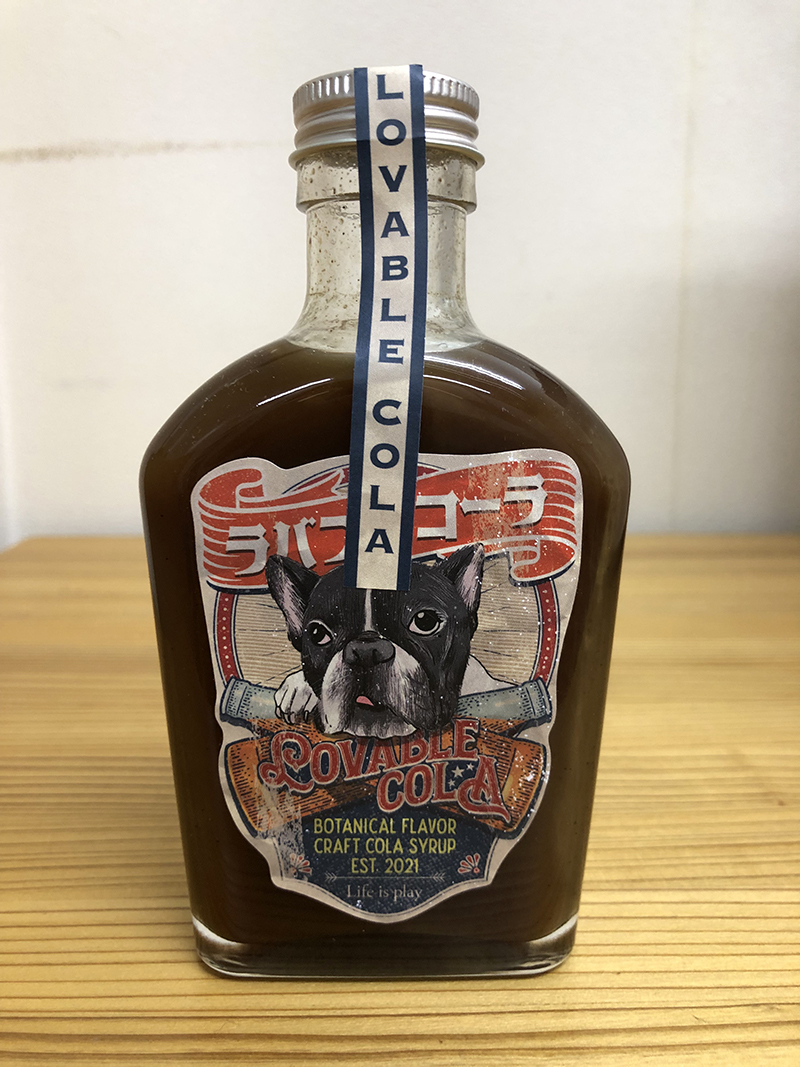 LOVABLE COLA
ラバ コーラ
LOVABLE
COLA
BOTANICAL FLAVOR
CRAFT COLA SYRUP
EST. 2021
Life is play